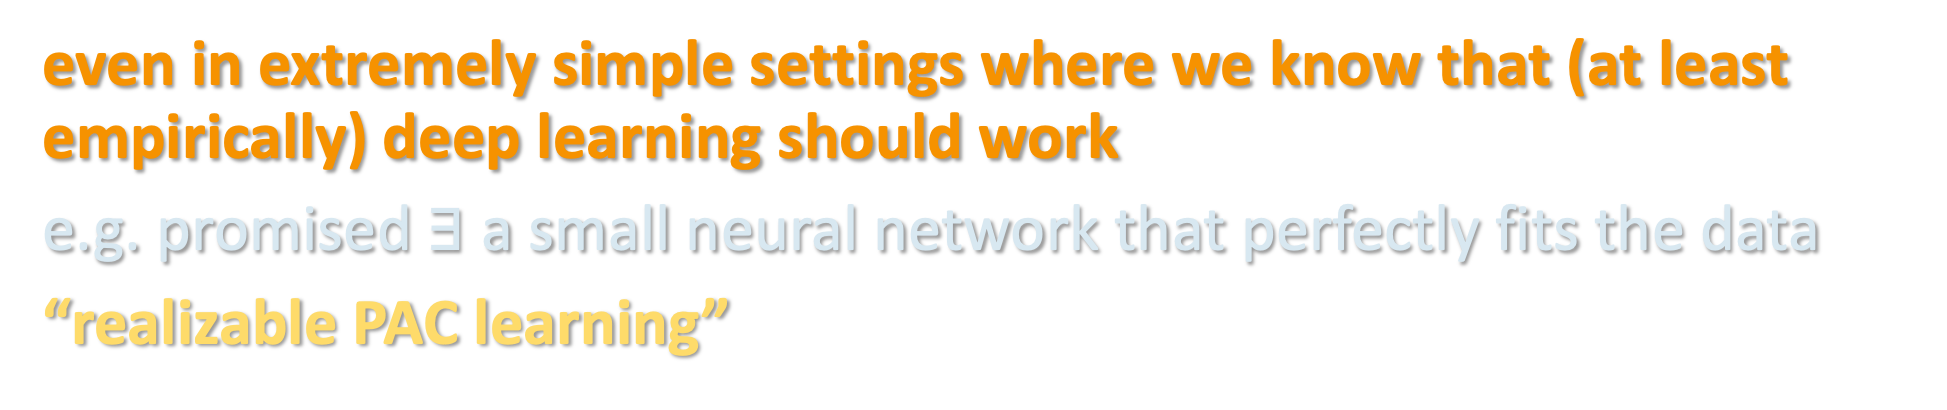 even in extremely simple settings where we know that (at least
empirically) deep learning should work
e.g. promised ∃ a small neural network that perfectly fits the data
“realizable PAC learning”